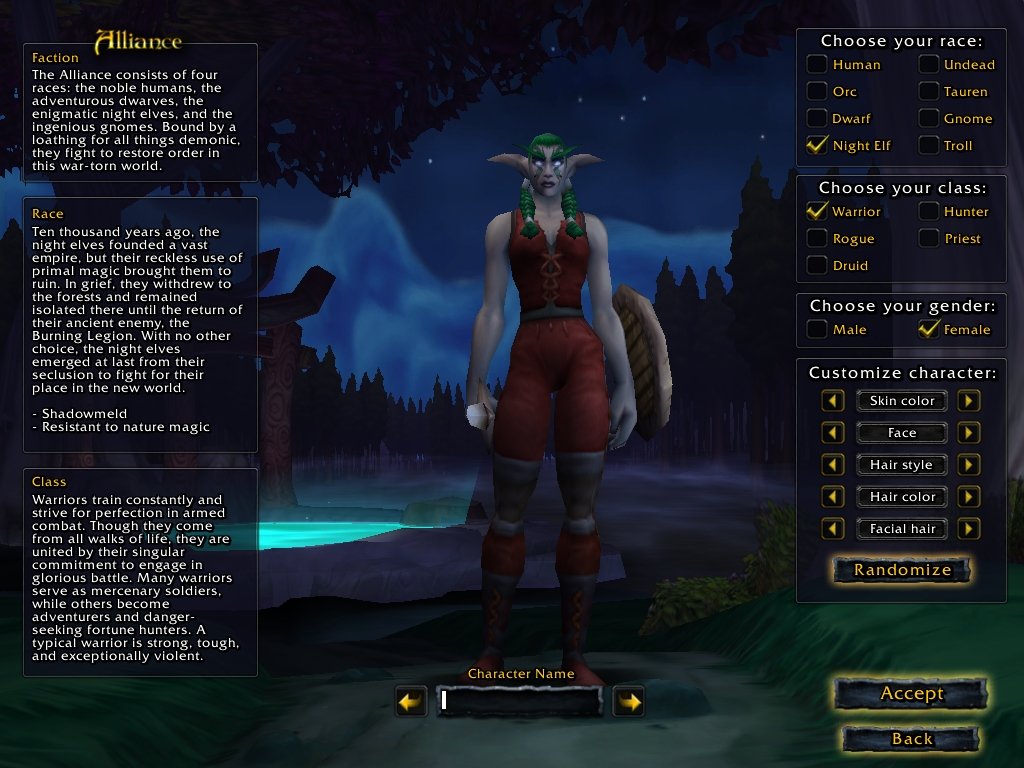 Alliance
Faction
The Alliance consists of four
races: the noble humans, the
adventurous dwarves, the
enigmatic night elves, and the
ingenious gnomes. Bound by a
loathing for all things demonic,
they fight to restore order in
this war-torn world.
Race
Ten thousand years ago, the
night elves founded a vast
empire, but their reckless use of
primal magic brought them to
ruin. In grief, they withdrew to
the forests and remained
isolated there until the return of
their ancient enemy, the
Burning Legion. With no other
choice, the night elves
emerged at last from their
seclusion to fight for their
place in the new world.
- Shadowmeld
- Resistant to nature magic
Class
Warriors train constantly and
strive for perfection in armed
combat. Though they come
from all walks of life, they are
united by their singular
commitment to engage in
glorious battle. Many warriors
serve as mercenary soldiers,
while others become
adventurers and danger-
seeking fortune hunters. A
typical warrior is strong, tough,
and exceptionally violent.
Character Name
Choose your race:
Human Undead
Orc Tauren
Dwarf Gnome
Night Elf Troll
Choose your class:
Warrior Hunter
Rogue Priest
Druid
Choose your gender:
Male Female
Customize character:
Skin color
Face
Hair style
Hair color
Facial hair
Randomize
Accept
Back